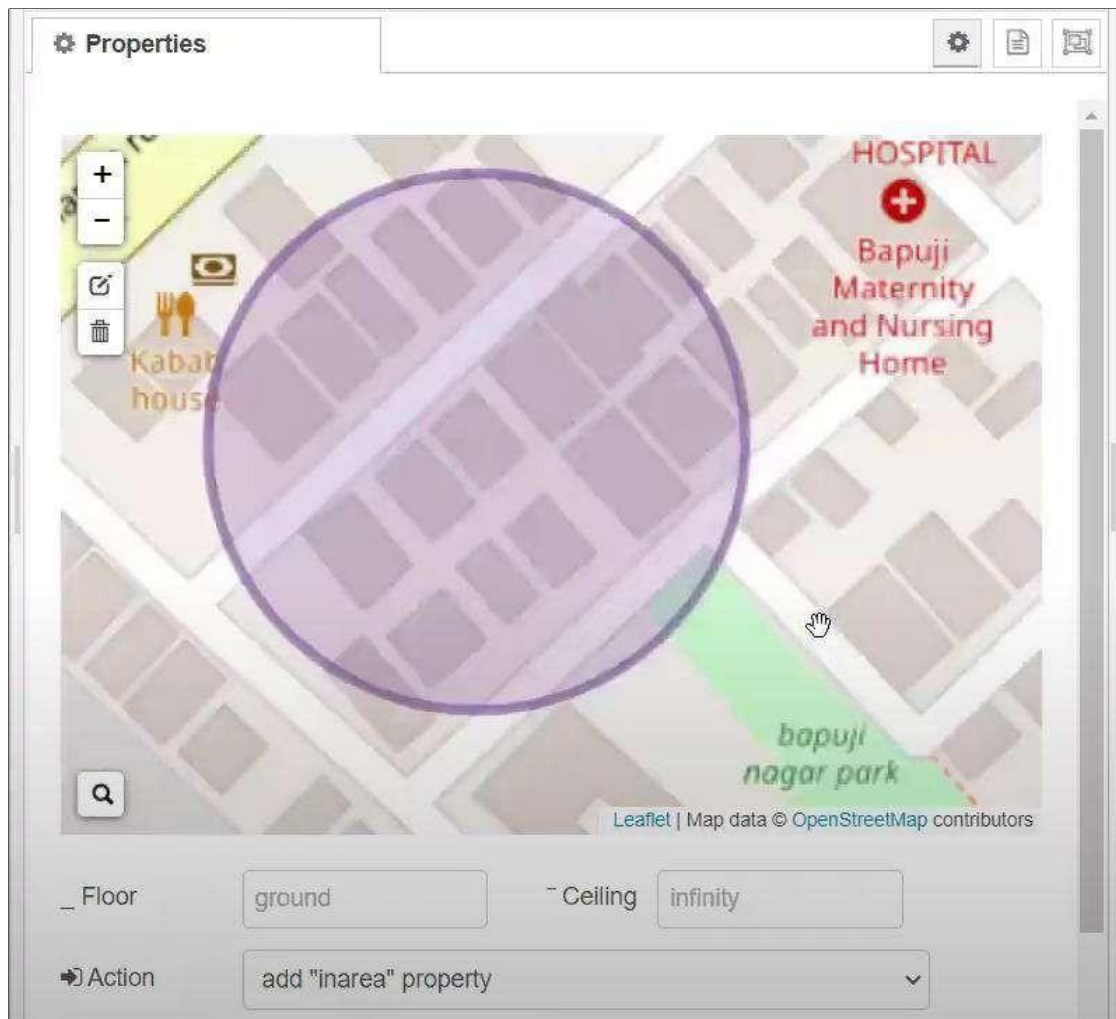 Properties
HOSPITAL
Bapuji
Maternity
and Nursing
Home
Kabab
house
bapuji
nagar park
Leaflet | Map data © OpenStreetMap contributors
_ Floor ground ‾ Ceiling infinity
Action add "inarea" property